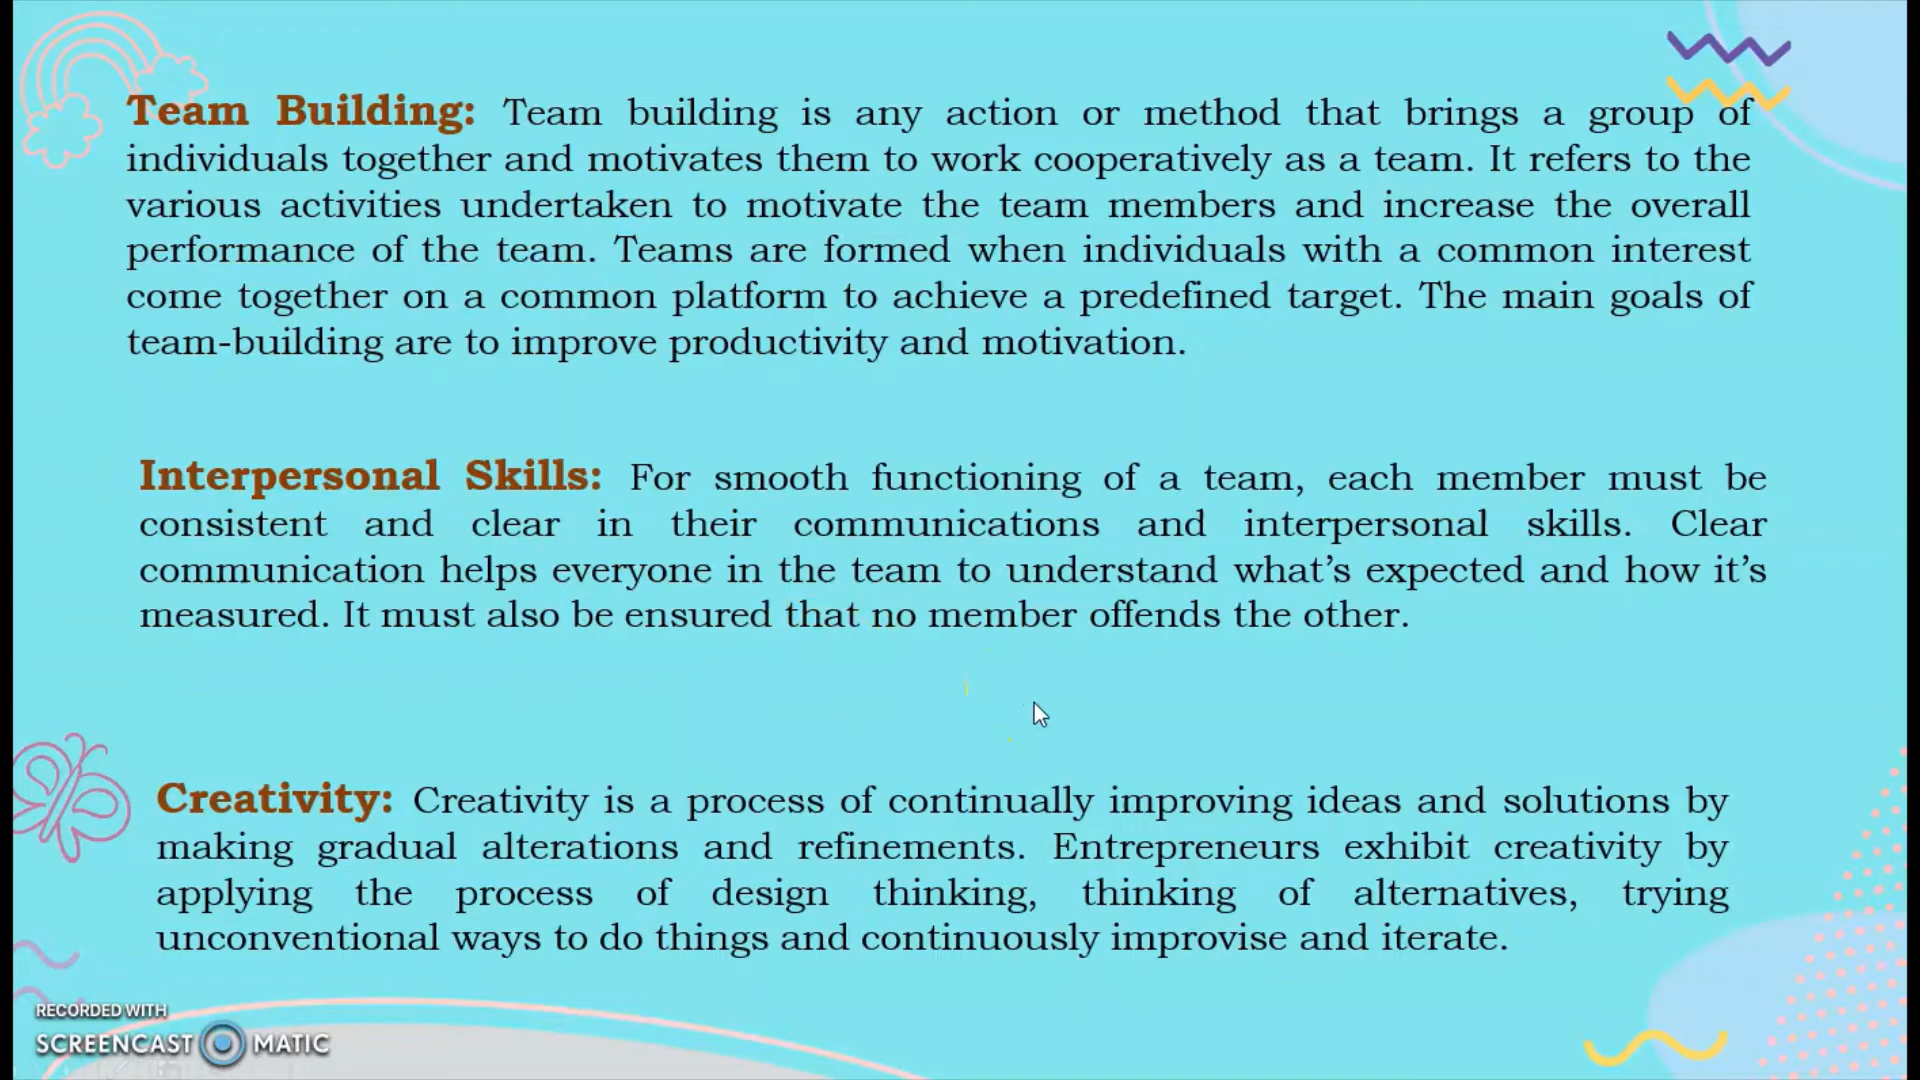 Team Building: Team building is any action or method that brings a group of
individuals together and motivates them to work cooperatively as a team. It refers to the
various activities undertaken to motivate the team members and increase the overall
performance of the team. Teams are formed when individuals with a common interest
come together on a common platform to achieve a predefined target. The main goals of
team-building are to improve productivity and motivation.
Interpersonal Skills: For smooth functioning of a team, each member must be
consistent and clear in their communications and interpersonal skills. Clear
communication helps everyone in the team to understand what’s expected and how it’s
measured. It must also be ensured that no member offends the other.
Creativity: Creativity is a process of continually improving ideas and solutions by
making gradual alterations and refinements. Entrepreneurs exhibit creativity by
applying the process of design thinking, thinking of alternatives, trying
unconventional ways to do things and continuously improvise and iterate.
RECORDED WITH
SCREENCAST MATIC